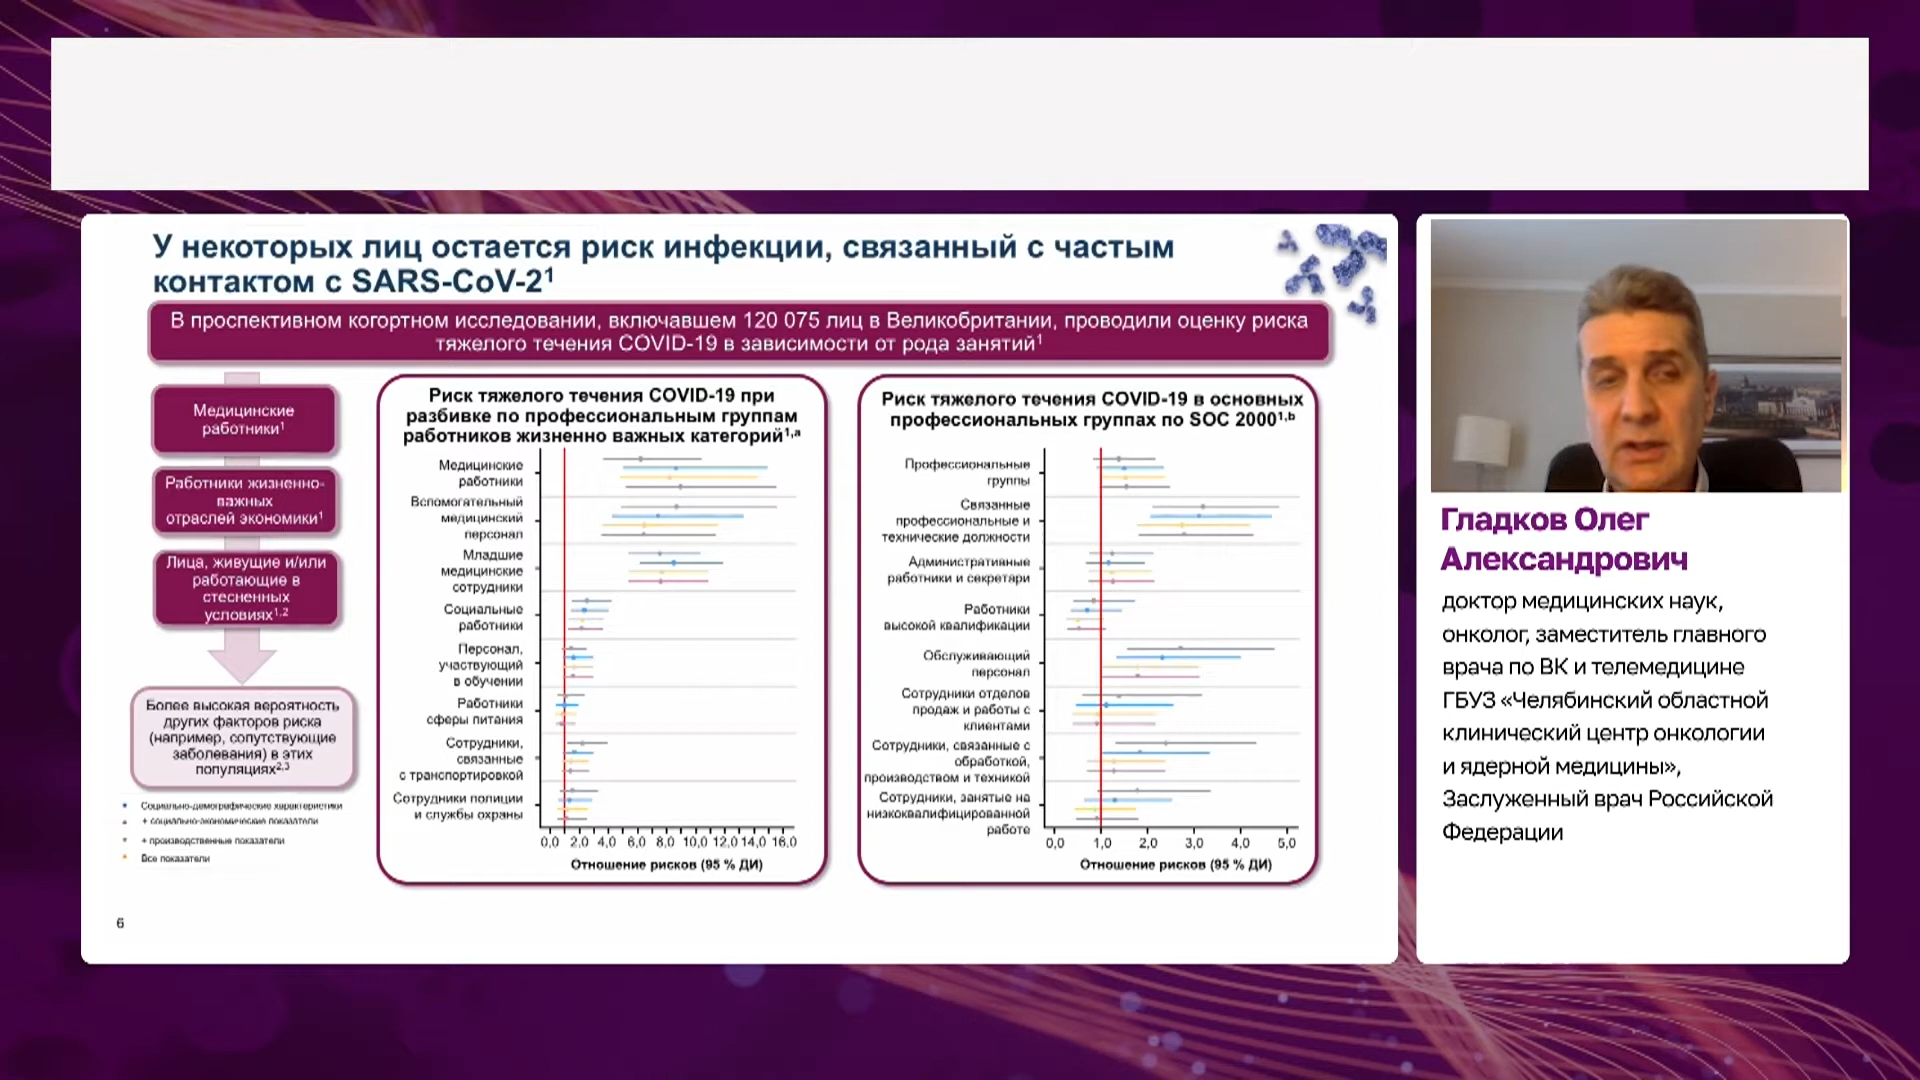 У некоторых лиц остается риск инфекции, связанный с частым
контактом с SARS-CoV-2¹
В проспективном когортном исследовании, включавшем 120 075 лиц в Великобритании, проводили оценку риска
тяжелого течения COVID-19 в зависимости от рода занятий¹
Медицинские
работники¹
Работники жизненно-
важных
отраслей экономики¹
Лица, живущие и/или
работающие в
стесненных
условиях¹,²
Более высокая вероятность
других факторов риска
(например, сопутствующие
заболевания) в этих
популяциях²,³
Социально-демографические характеристики
+ социально-экономические показатели
+ производственные показатели
Все показатели
6
Риск тяжелого течения COVID-19 при
разбивке по профессиональным группам
работников жизненно важных категорий¹,ᵃ
Медицинские
работники
Вспомогательный
медицинский
персонал
Младшие
медицинские
сотрудники
Социальные
работники
Персонал,
участвующий
в обучении
Работники
сферы питания
Сотрудники,
связанные
с транспортировкой
Сотрудники полиции
и службы охраны
0,0 2,0 4,0 6,0 8,0 10,0 12,0 14,0 16,0
Отношение рисков (95 % ДИ)
Риск тяжелого течения COVID-19 в основных
профессиональных группах по SOC 2000¹,ᵇ
Профессиональные
группы
Связанные
профессиональные и
технические должности
Административные
работники и секретари
Работники
высокой квалификации
Обслуживающий
персонал
Сотрудники отделов
продаж и работы с
клиентами
Сотрудники, связанные с
обработкой,
производством и техникой
Сотрудники, занятые на
низкоквалифицированной
работе
0,0 1,0 2,0 3,0 4,0 5,0
Отношение рисков (95 % ДИ)
Гладков Олег
Александрович
доктор медицинских наук,
онколог, заместитель главного
врача по ВК и телемедицине
ГБУЗ «Челябинский областной
клинический центр онкологии
и ядерной медицины»,
Заслуженный врач Российской
Федерации